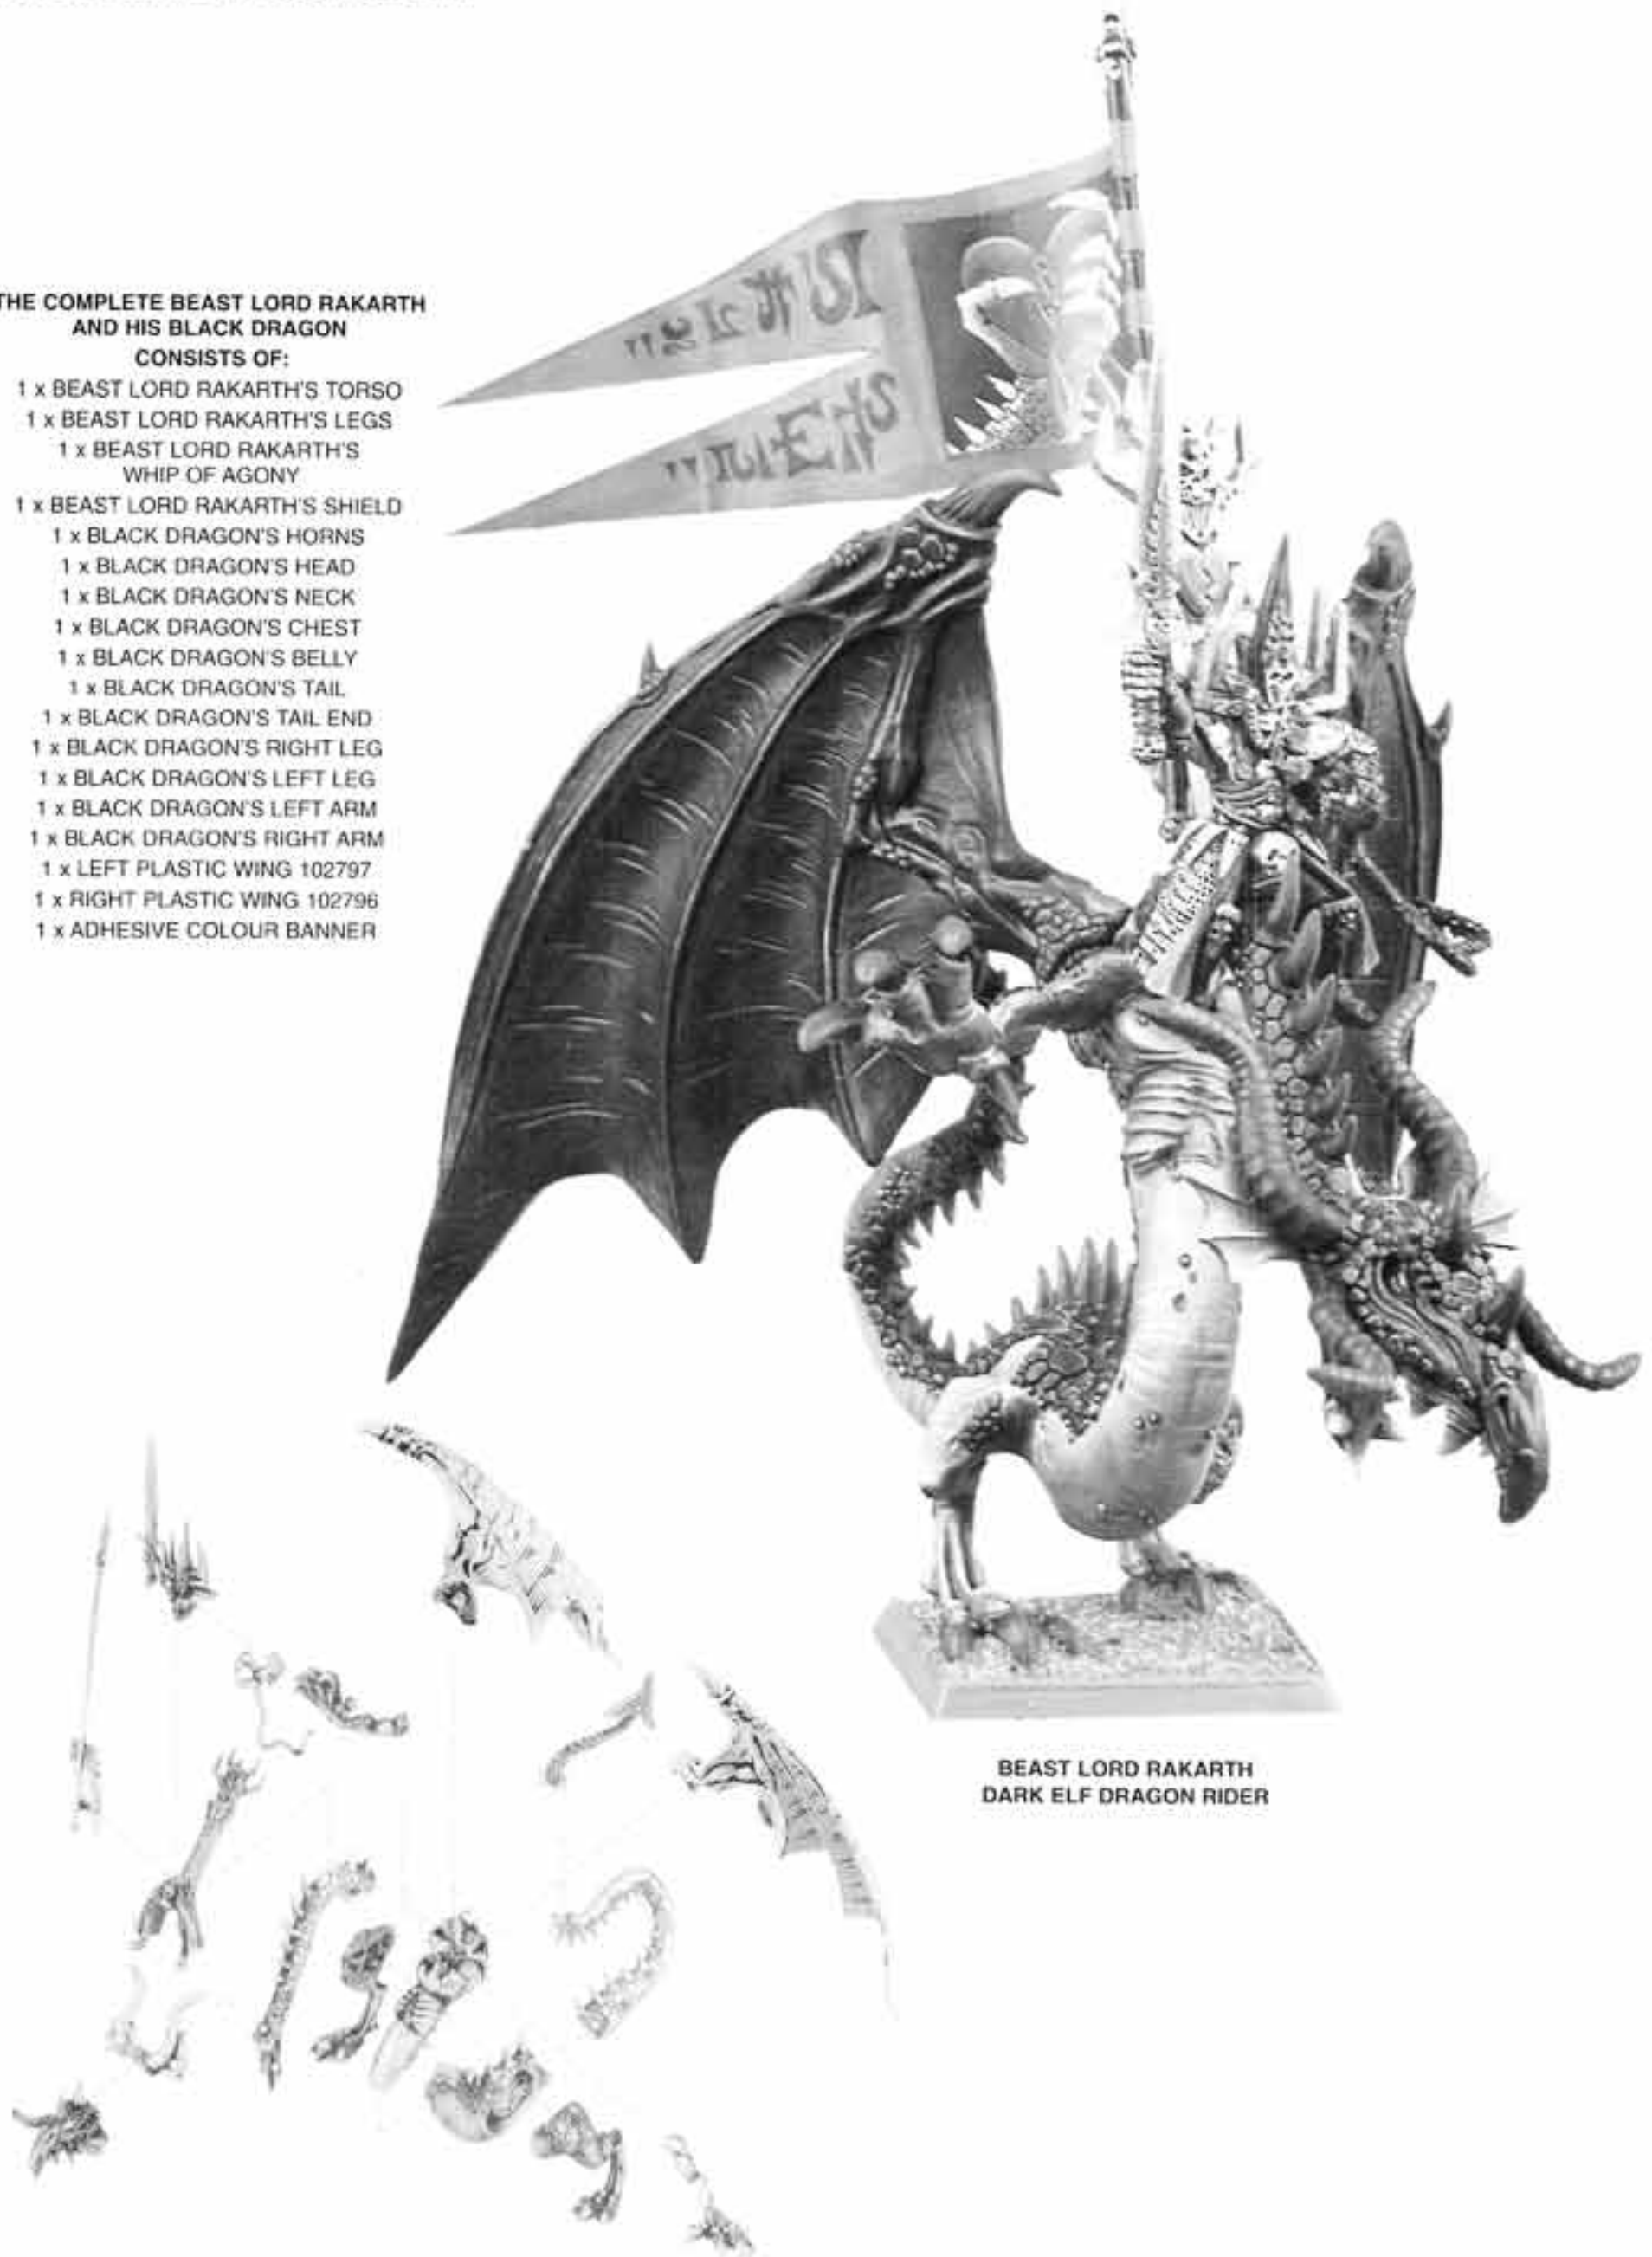 THE COMPLETE BEAST LORD RAKARTH
AND HIS BLACK DRAGON
CONSISTS OF:
1 x BEAST LORD RAKARTH'S TORSO
1 x BEAST LORD RAKARTH'S LEGS
1 x BEAST LORD RAKARTH'S
WHIP OF AGONY
1 x BEAST LORD RAKARTH'S SHIELD
1 x BLACK DRAGON'S HORNS
1 x BLACK DRAGON'S HEAD
1 x BLACK DRAGON'S NECK
1 x BLACK DRAGON'S CHEST
1 x BLACK DRAGON'S BELLY
1 x BLACK DRAGON'S TAIL
1 x BLACK DRAGON'S TAIL END
1 x BLACK DRAGON'S RIGHT LEG
1 x BLACK DRAGON'S LEFT LEG
1 x BLACK DRAGON'S LEFT ARM
1 x BLACK DRAGON'S RIGHT ARM
1 x LEFT PLASTIC WING 102797
1 x RIGHT PLASTIC WING 102796
1 x ADHESIVE COLOUR BANNER
BEAST LORD RAKARTH
DARK ELF DRAGON RIDER